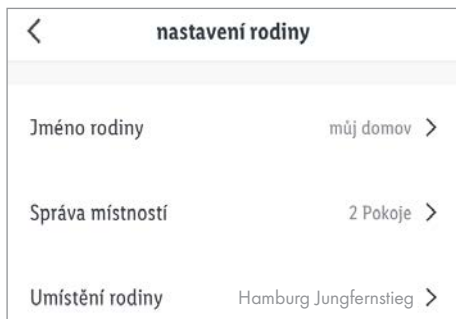 nastavení rodiny
Jméno rodiny můj domov
Správa místností 2 Pokoje
Umístění rodiny Hamburg Jungfernstieg